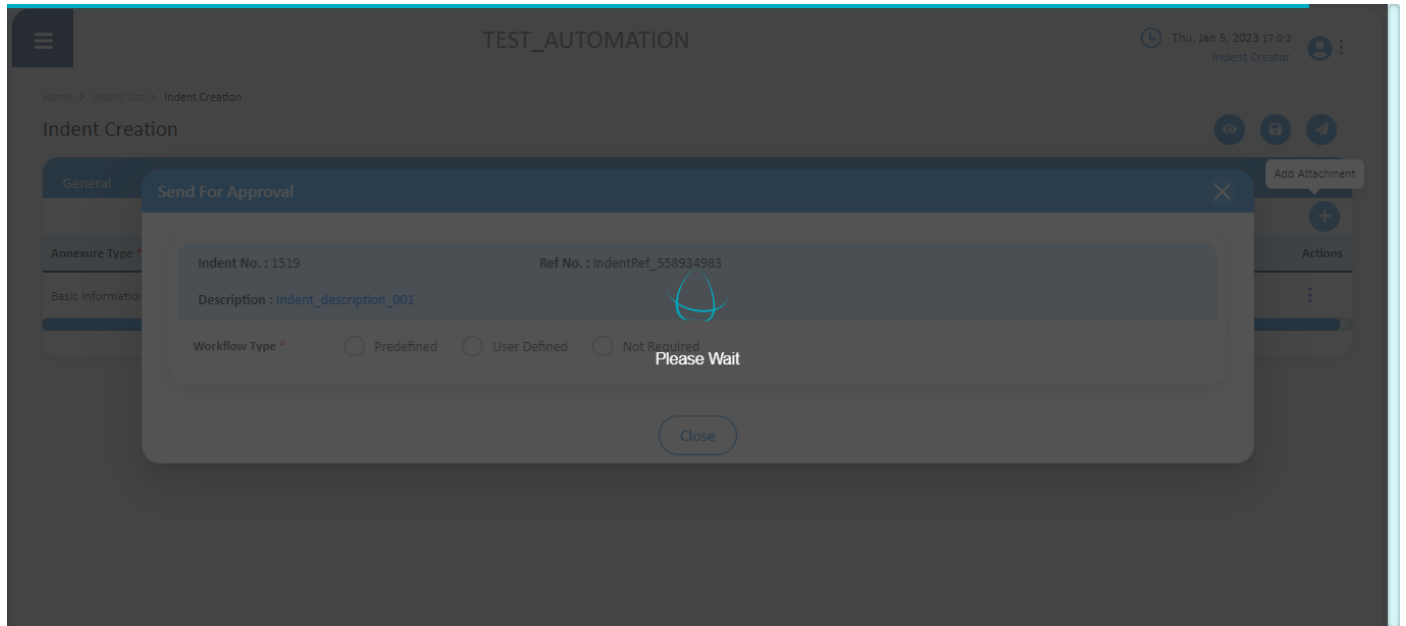 TEST_AUTOMATION
Thu, Jan 5, 2023 17:0:2
Indent Creator
Home > Indent List > Indent Creation
Indent Creation
General
Add Attachment
Send For Approval
Annexure Type *
Actions
Indent No. : 1519 Ref No. : IndentRef_558934983
Basic Information
Description : Indent_description_001
Workflow Type * Predefined User Defined Not Required
Please Wait
Close